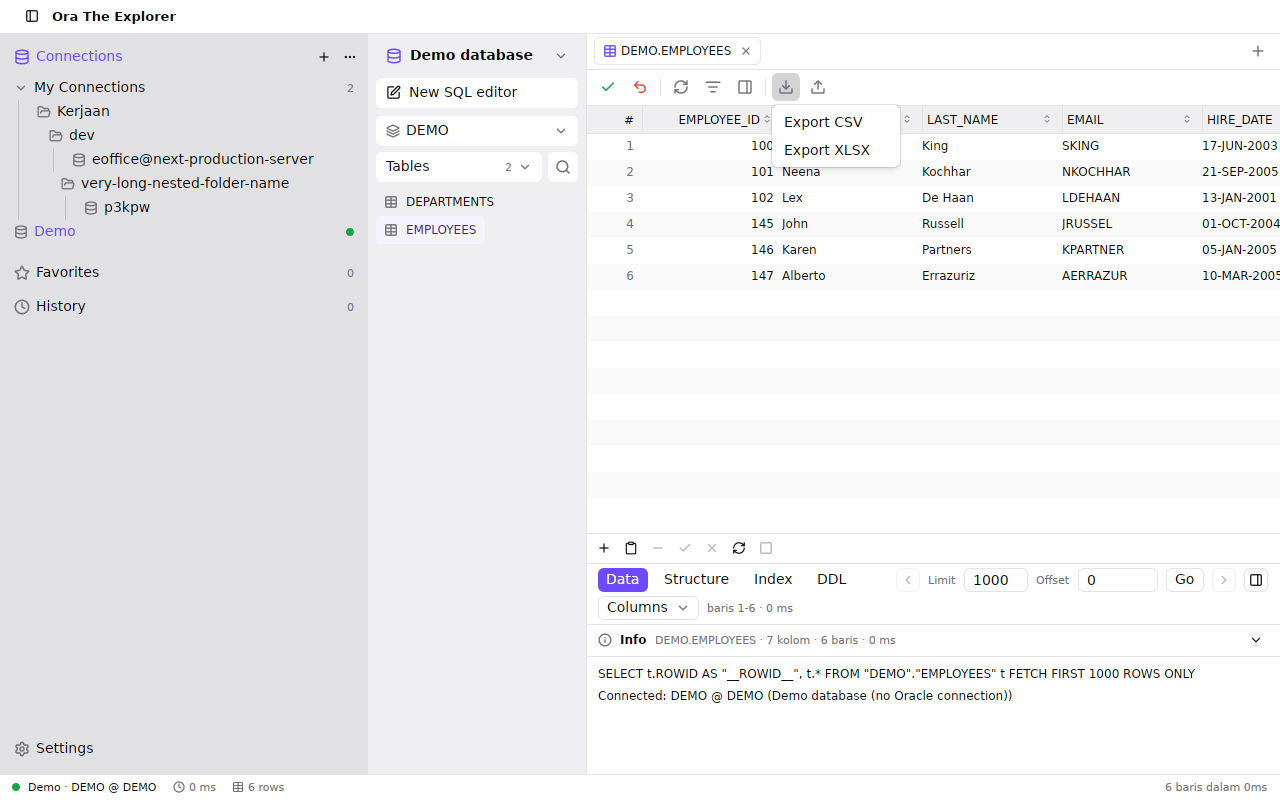 Ora The Explorer
Connections
My Connections 2
Kerjaan
dev
eoffice@next-production-server
very-long-nested-folder-name
p3kpw
Demo
Favorites 0
History 0
Settings
Demo database
New SQL editor
DEMO
Tables 2
DEPARTMENTS
EMPLOYEES
DEMO.EMPLOYEES
Export CSV
Export XLSX
# EMPLOYEE_ID LAST_NAME EMAIL HIRE_DATE
1 100 King SKING 17-JUN-2003
2 101 Neena Kochhar NKOCHHAR 21-SEP-2005
3 102 Lex De Haan LDEHAAN 13-JAN-2001
4 145 John Russell JRUSSEL 01-OCT-2004
5 146 Karen Partners KPARTNER 05-JAN-2005
6 147 Alberto Errazuriz AERRAZUR 10-MAR-2005
Data Structure Index DDL Limit 1000 Offset 0 Go
Columns baris 1-6 · 0 ms
Info DEMO.EMPLOYEES · 7 kolom · 6 baris · 0 ms
SELECT t.ROWID AS "__ROWID__", t.* FROM "DEMO"."EMPLOYEES" t FETCH FIRST 1000 ROWS ONLY
Connected: DEMO @ DEMO (Demo database (no Oracle connection))
Demo · DEMO @ DEMO 0 ms 6 rows 6 baris dalam 0ms